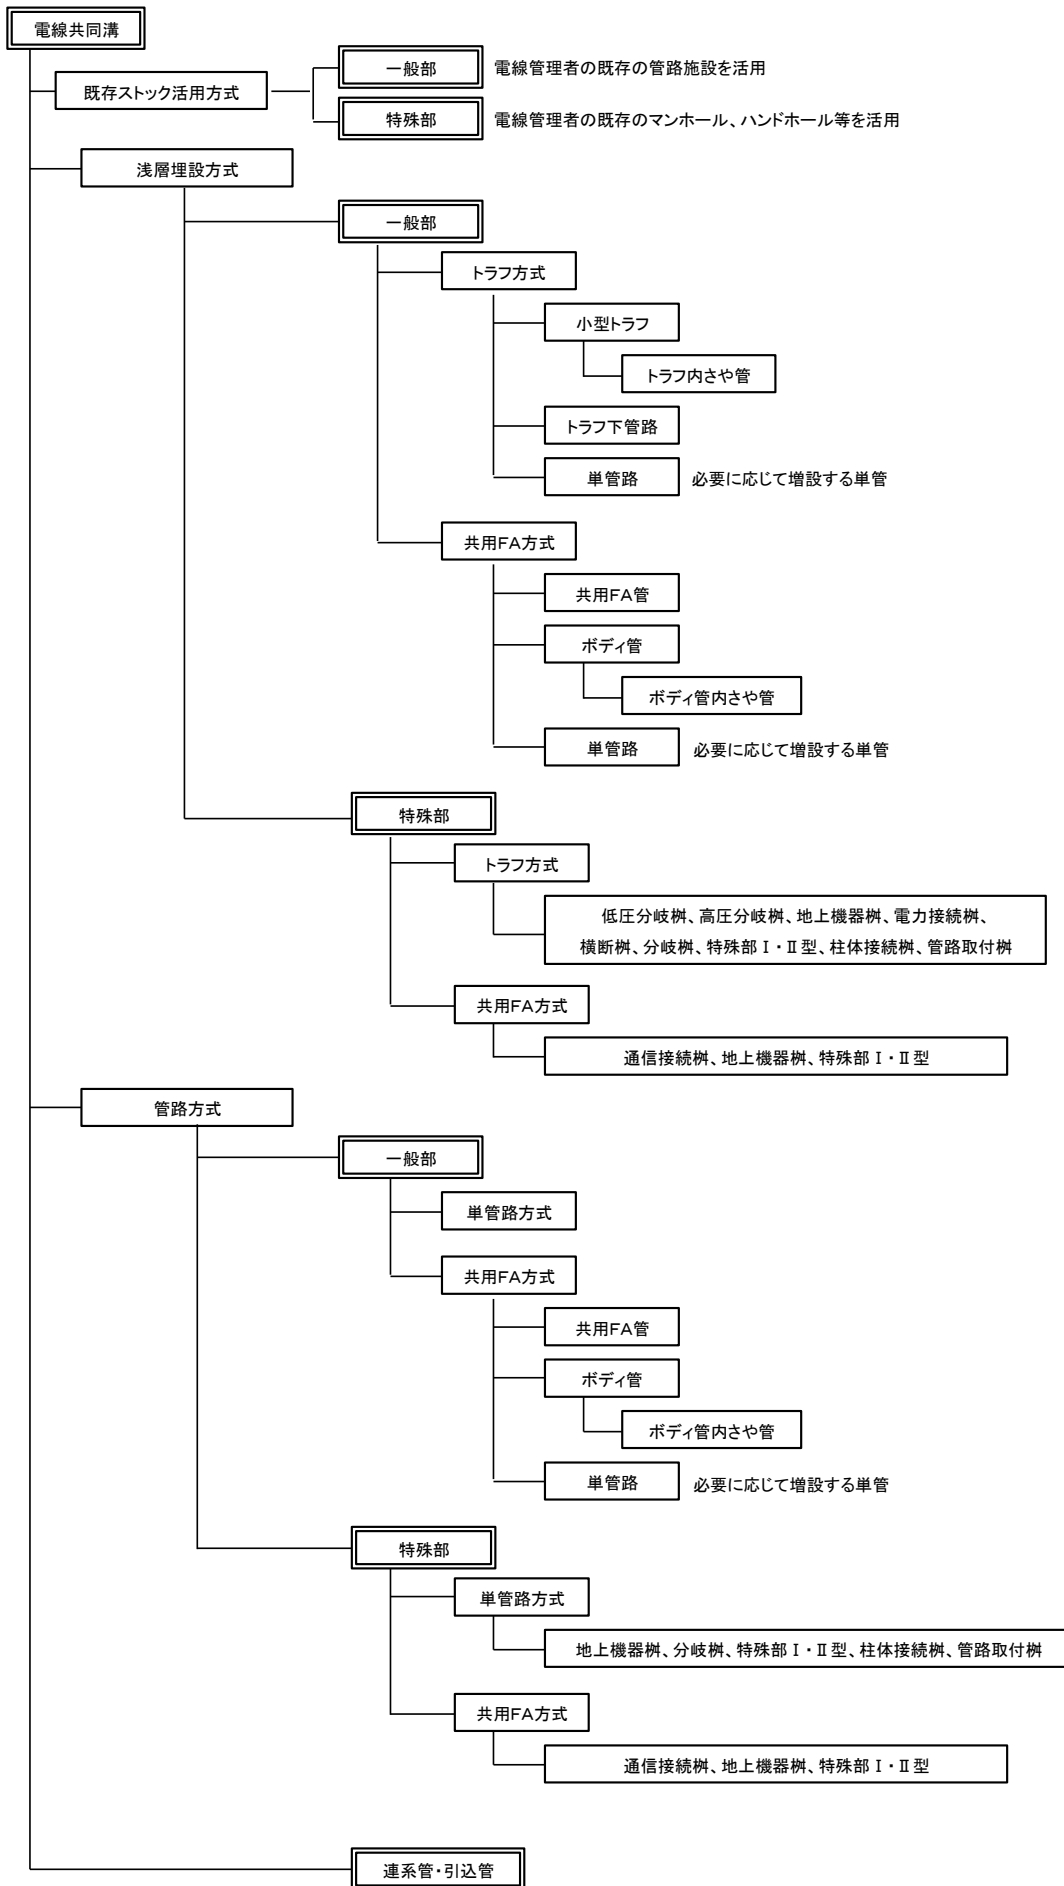 電線共同溝
既存ストック活用方式
一般部 電線管理者の既存の管路施設を活用
特殊部 電線管理者の既存のマンホール、ハンドホール等を活用
浅層埋設方式
一般部
トラフ方式
小型トラフ
トラフ内さや管
トラフ下管路
単管路 必要に応じて増設する単管
共用FA方式
共用FA管
ボディ管
ボディ管内さや管
単管路 必要に応じて増設する単管
特殊部
トラフ方式
低圧分岐桝、高圧分岐桝、地上機器桝、電力接続桝、
横断桝、分岐桝、特殊部Ⅰ・Ⅱ型、柱体接続桝、管路取付桝
共用FA方式
通信接続桝、地上機器桝、特殊部Ⅰ・Ⅱ型
管路方式
一般部
単管路方式
共用FA方式
共用FA管
ボディ管
ボディ管内さや管
単管路 必要に応じて増設する単管
特殊部
単管路方式
地上機器桝、分岐桝、特殊部Ⅰ・Ⅱ型、柱体接続桝、管路取付桝
共用FA方式
通信接続桝、地上機器桝、特殊部Ⅰ・Ⅱ型
連系管・引込管